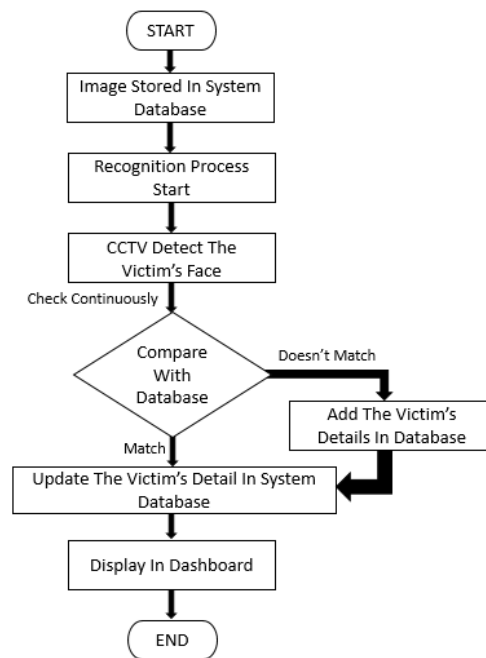 START
Image Stored In System
Database
Recognition Process
Start
CCTV Detect The
Victim's Face
Check Continuously
Compare
With
Database
Doesn't Match
Add The Victim's
Details In Database
Match
Update The Victim's Detail In System
Database
Display In Dashboard
END